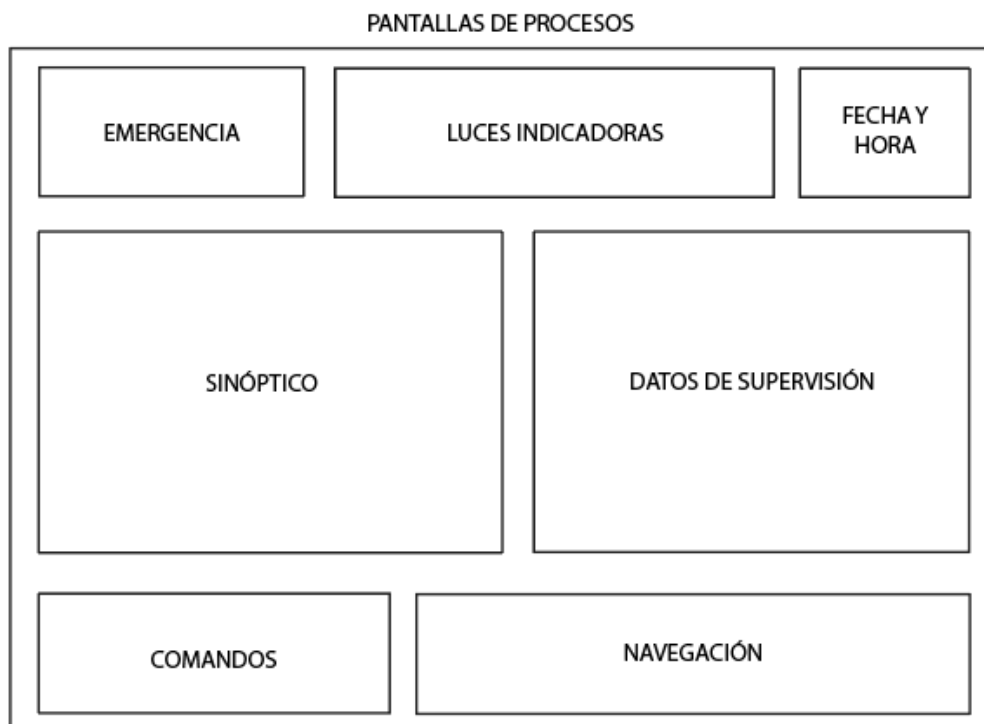 PANTALLAS DE PROCESOS
EMERGENCIA
LUCES INDICADORAS
FECHA Y
HORA
SINÓPTICO
DATOS DE SUPERVISIÓN
COMANDOS
NAVEGACIÓN